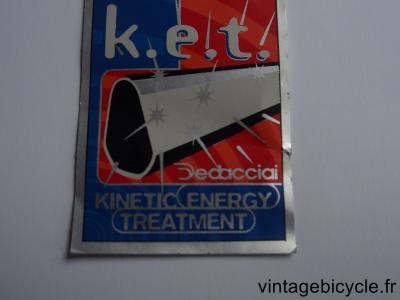 k.e.t.
Dedacciai
KINETIC ENERGY
TREATMENT
vintagebicycle.fr